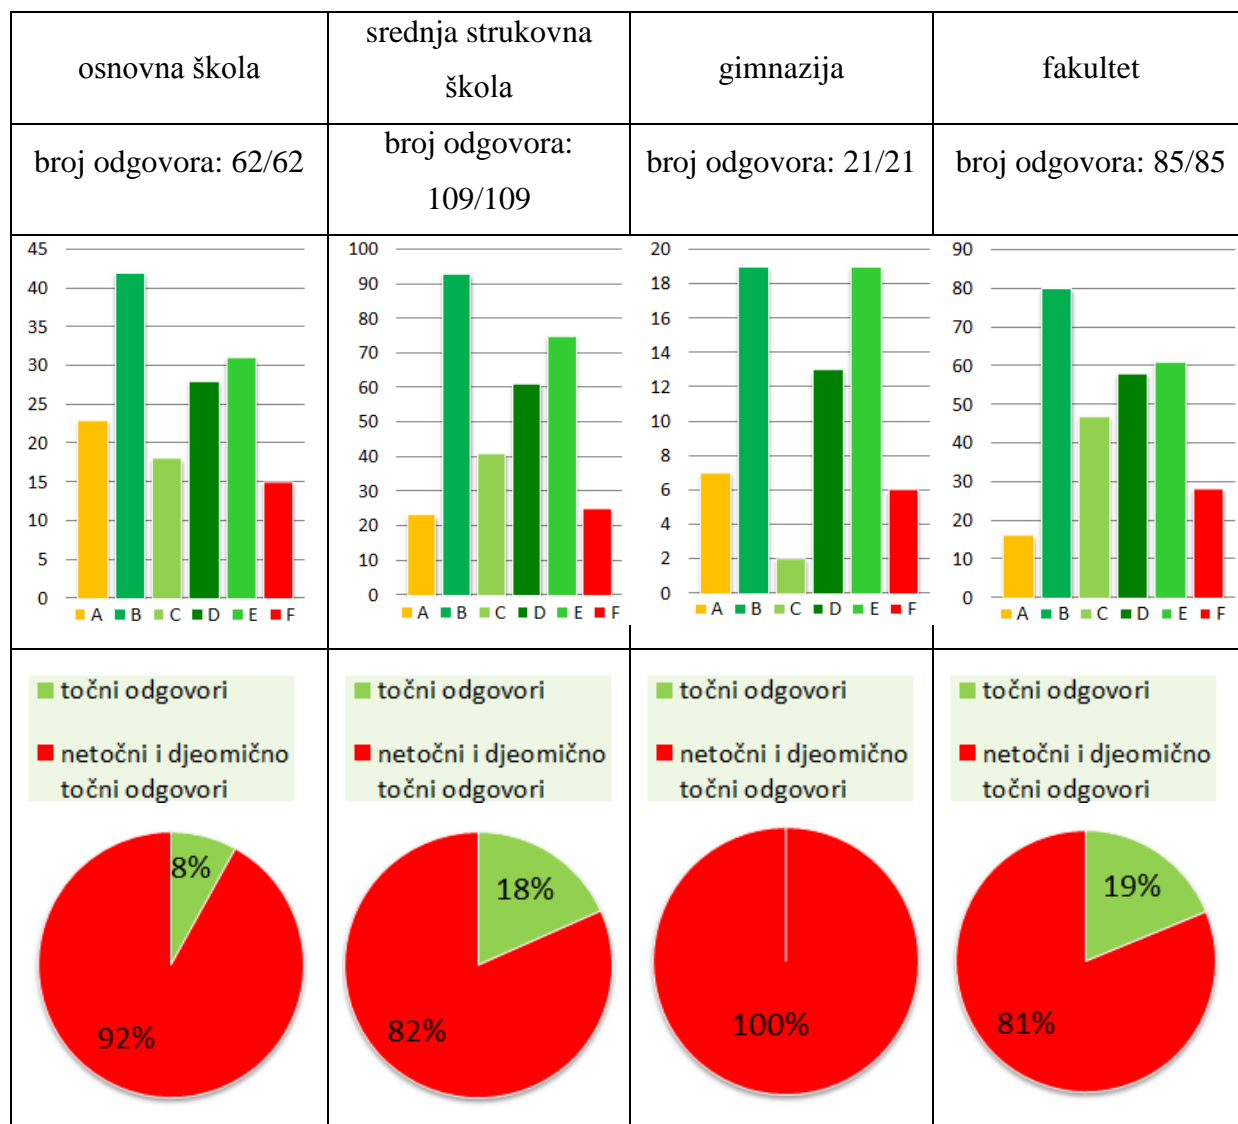 osnovna škola
srednja strukovna
škola
gimnazija
fakultet
broj odgovora: 62/62
broj odgovora:
109/109
broj odgovora: 21/21
broj odgovora: 85/85
45
40
35
30
25
20
15
10
5
0
A B C D E F
100
90
80
70
60
50
40
30
20
10
0
A B C D E F
20
18
16
14
12
10
8
6
4
2
0
A B C D E F
90
80
70
60
50
40
30
20
10
0
A B C D E F
točni odgovori
netočni i djeomično
točni odgovori
8%
92%
točni odgovori
netočni i djeomično
točni odgovori
18%
82%
točni odgovori
netočni i djeomično
točni odgovori
100%
točni odgovori
netočni i djeomično
točni odgovori
19%
81%